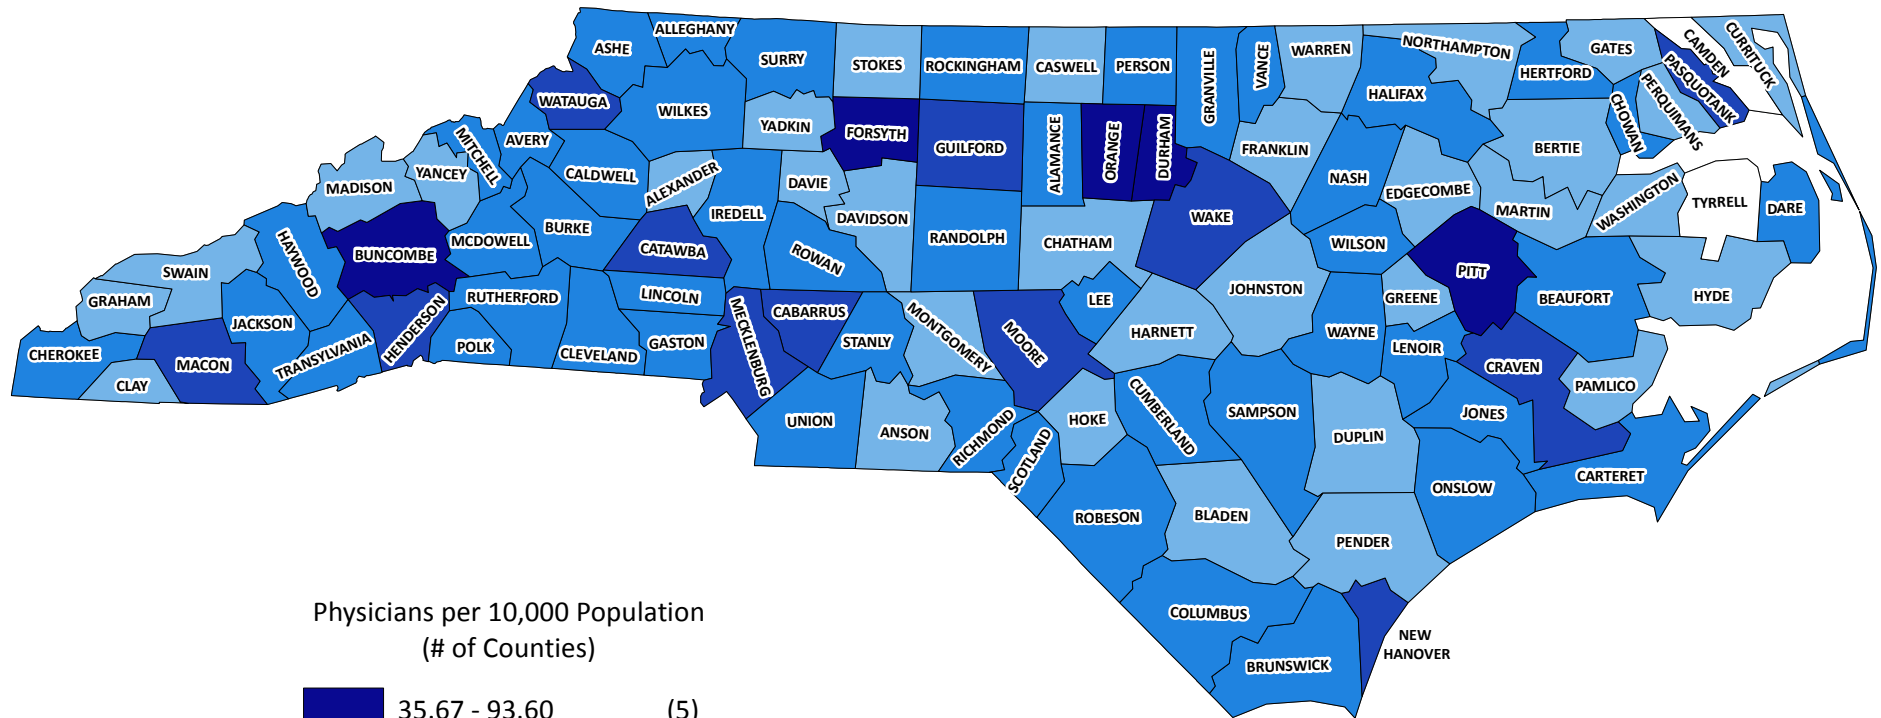 ALLEGHANY
ASHE
SURRY
STOKES
ROCKINGHAM
CASWELL
PERSON
GRANVILLE
VANCE
WARREN
NORTHAMPTON
GATES
CAMDEN
CURRITUCK
HERTFORD
PASQUOTANK
PERQUIMANS
CHOWAN
HALIFAX
WATAUGA
WILKES
YADKIN
FORSYTH
GUILFORD
ALAMANCE
ORANGE
DURHAM
FRANKLIN
BERTIE
MITCHELL
AVERY
CALDWELL
ALEXANDER
DAVIE
IREDELL
DAVIDSON
WAKE
NASH
EDGECOMBE
MARTIN
WASHINGTON
TYRRELL
DARE
MADISON
YANCEY
BURKE
MCDOWELL
BUNCOMBE
HAYWOOD
SWAIN
GRAHAM
CATAWBA
ROWAN
RANDOLPH
CHATHAM
WILSON
PITT
BEAUFORT
HYDE
JACKSON
RUTHERFORD
LINCOLN
MECKLENBURG
CABARRUS
STANLY
MONTGOMERY
MOORE
LEE
HARNETT
JOHNSTON
GREENE
WAYNE
LENOIR
CRAVEN
PAMLICO
CHEROKEE
CLAY
MACON
TRANSYLVANIA
HENDERSON
POLK
CLEVELAND
GASTON
UNION
ANSON
RICHMOND
SCOTLAND
HOKE
CUMBERLAND
SAMPSON
DUPLIN
JONES
ONSLOW
CARTERET
ROBESON
BLADEN
PENDER
COLUMBUS
BRUNSWICK
NEW
HANOVER
Physicians per 10,000 Population
(# of Counties)
35.67 - 93.60 (5)